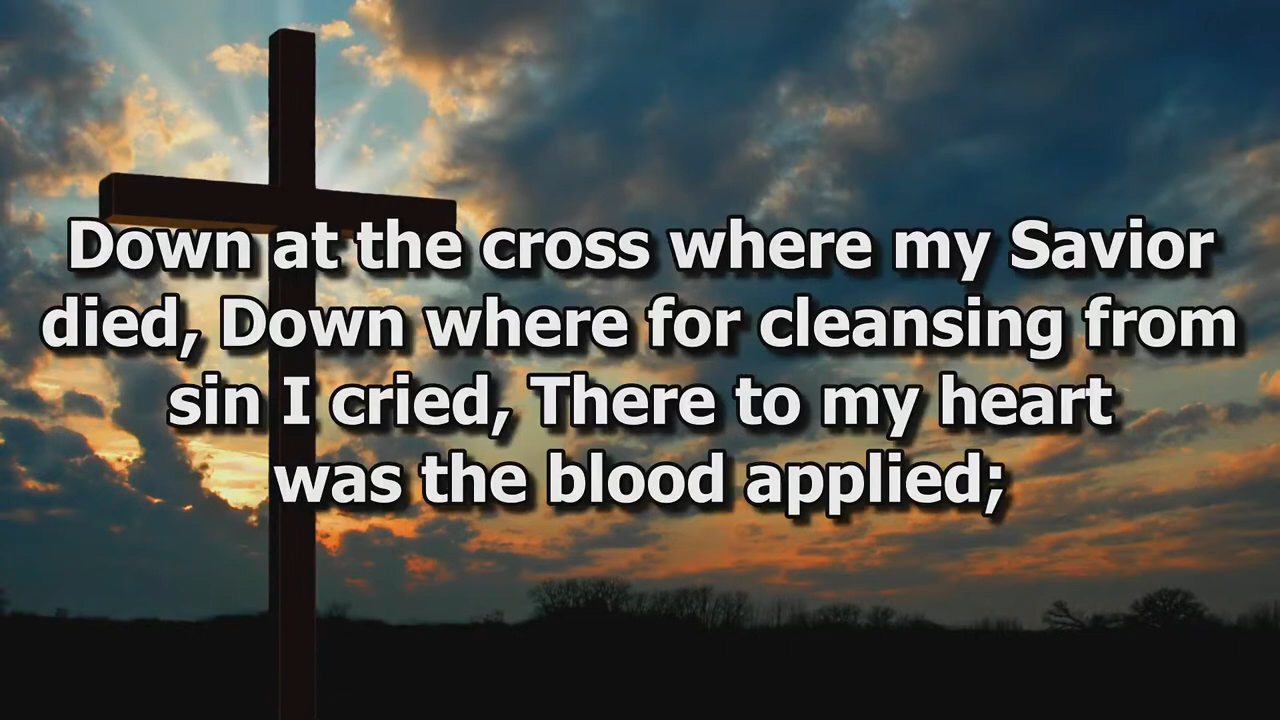 Down at the cross where my Savior
died, Down where for cleansing from
sin I cried, There to my heart
was the blood applied;